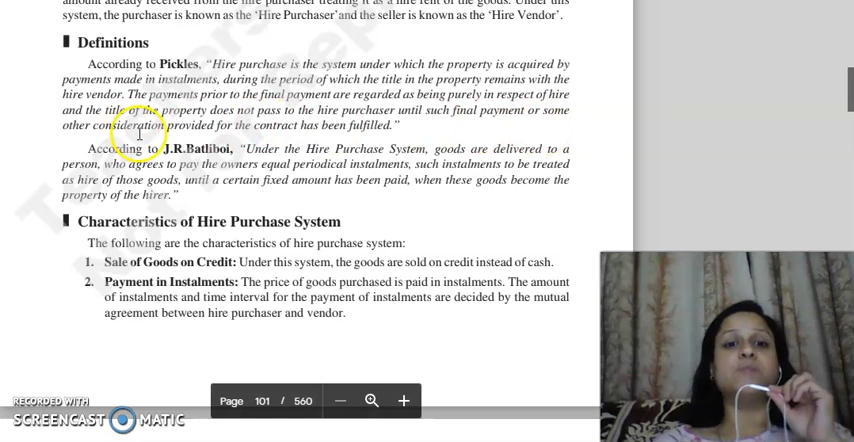 amount already received from the hire purchaser treating it as a hire rent of the goods. Under this
system, the purchaser is known as the ‘Hire Purchaser’and the seller is known as the ‘Hire Vendor’.
Definitions
According to Pickles, “Hire purchase is the system under which the property is acquired by
payments made in instalments, during the period of which the title in the property remains with the
hire vendor. The payments prior to the final payment are regarded as being purely in respect of hire
and the title of the property does not pass to the hire purchaser until such final payment or some
other consideration provided for the contract has been fulfilled.”
According to J.R.Batliboi, “Under the Hire Purchase System, goods are delivered to a
person, who agrees to pay the owners equal periodical instalments, such instalments to be treated
as hire of those goods, until a certain fixed amount has been paid, when these goods become the
property of the hirer.”
Characteristics of Hire Purchase System
The following are the characteristics of hire purchase system:
1. Sale of Goods on Credit: Under this system, the goods are sold on credit instead of cash.
2. Payment in Instalments: The price of goods purchased is paid in instalments. The amount
of instalments and time interval for the payment of instalments are decided by the mutual
agreement between hire purchaser and vendor.
Page 101 / 560
RECORDED WITH
SCREENCAST MATIC